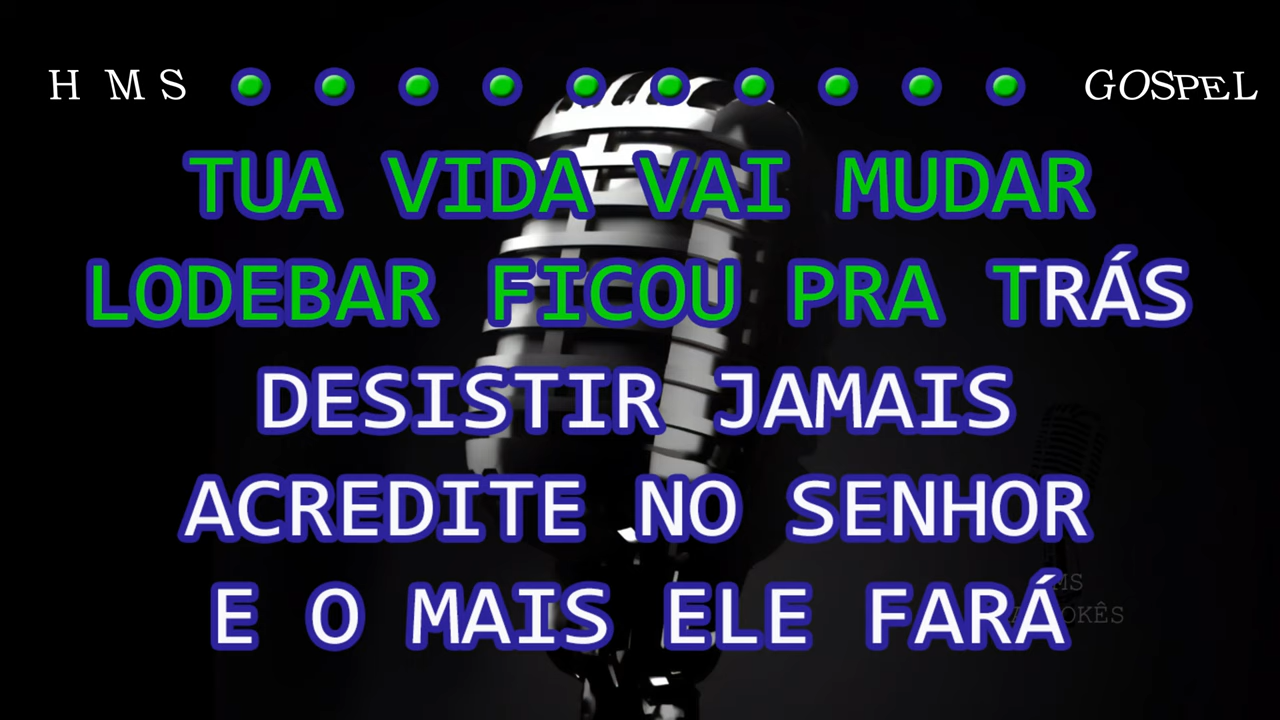 H M S GOSPEL
TUA VIDA VAI MUDAR
LODEBAR FICOU PRA TRÁS
DESISTIR JAMAIS
ACREDITE NO SENHOR
E O MAIS ELE FARÁ